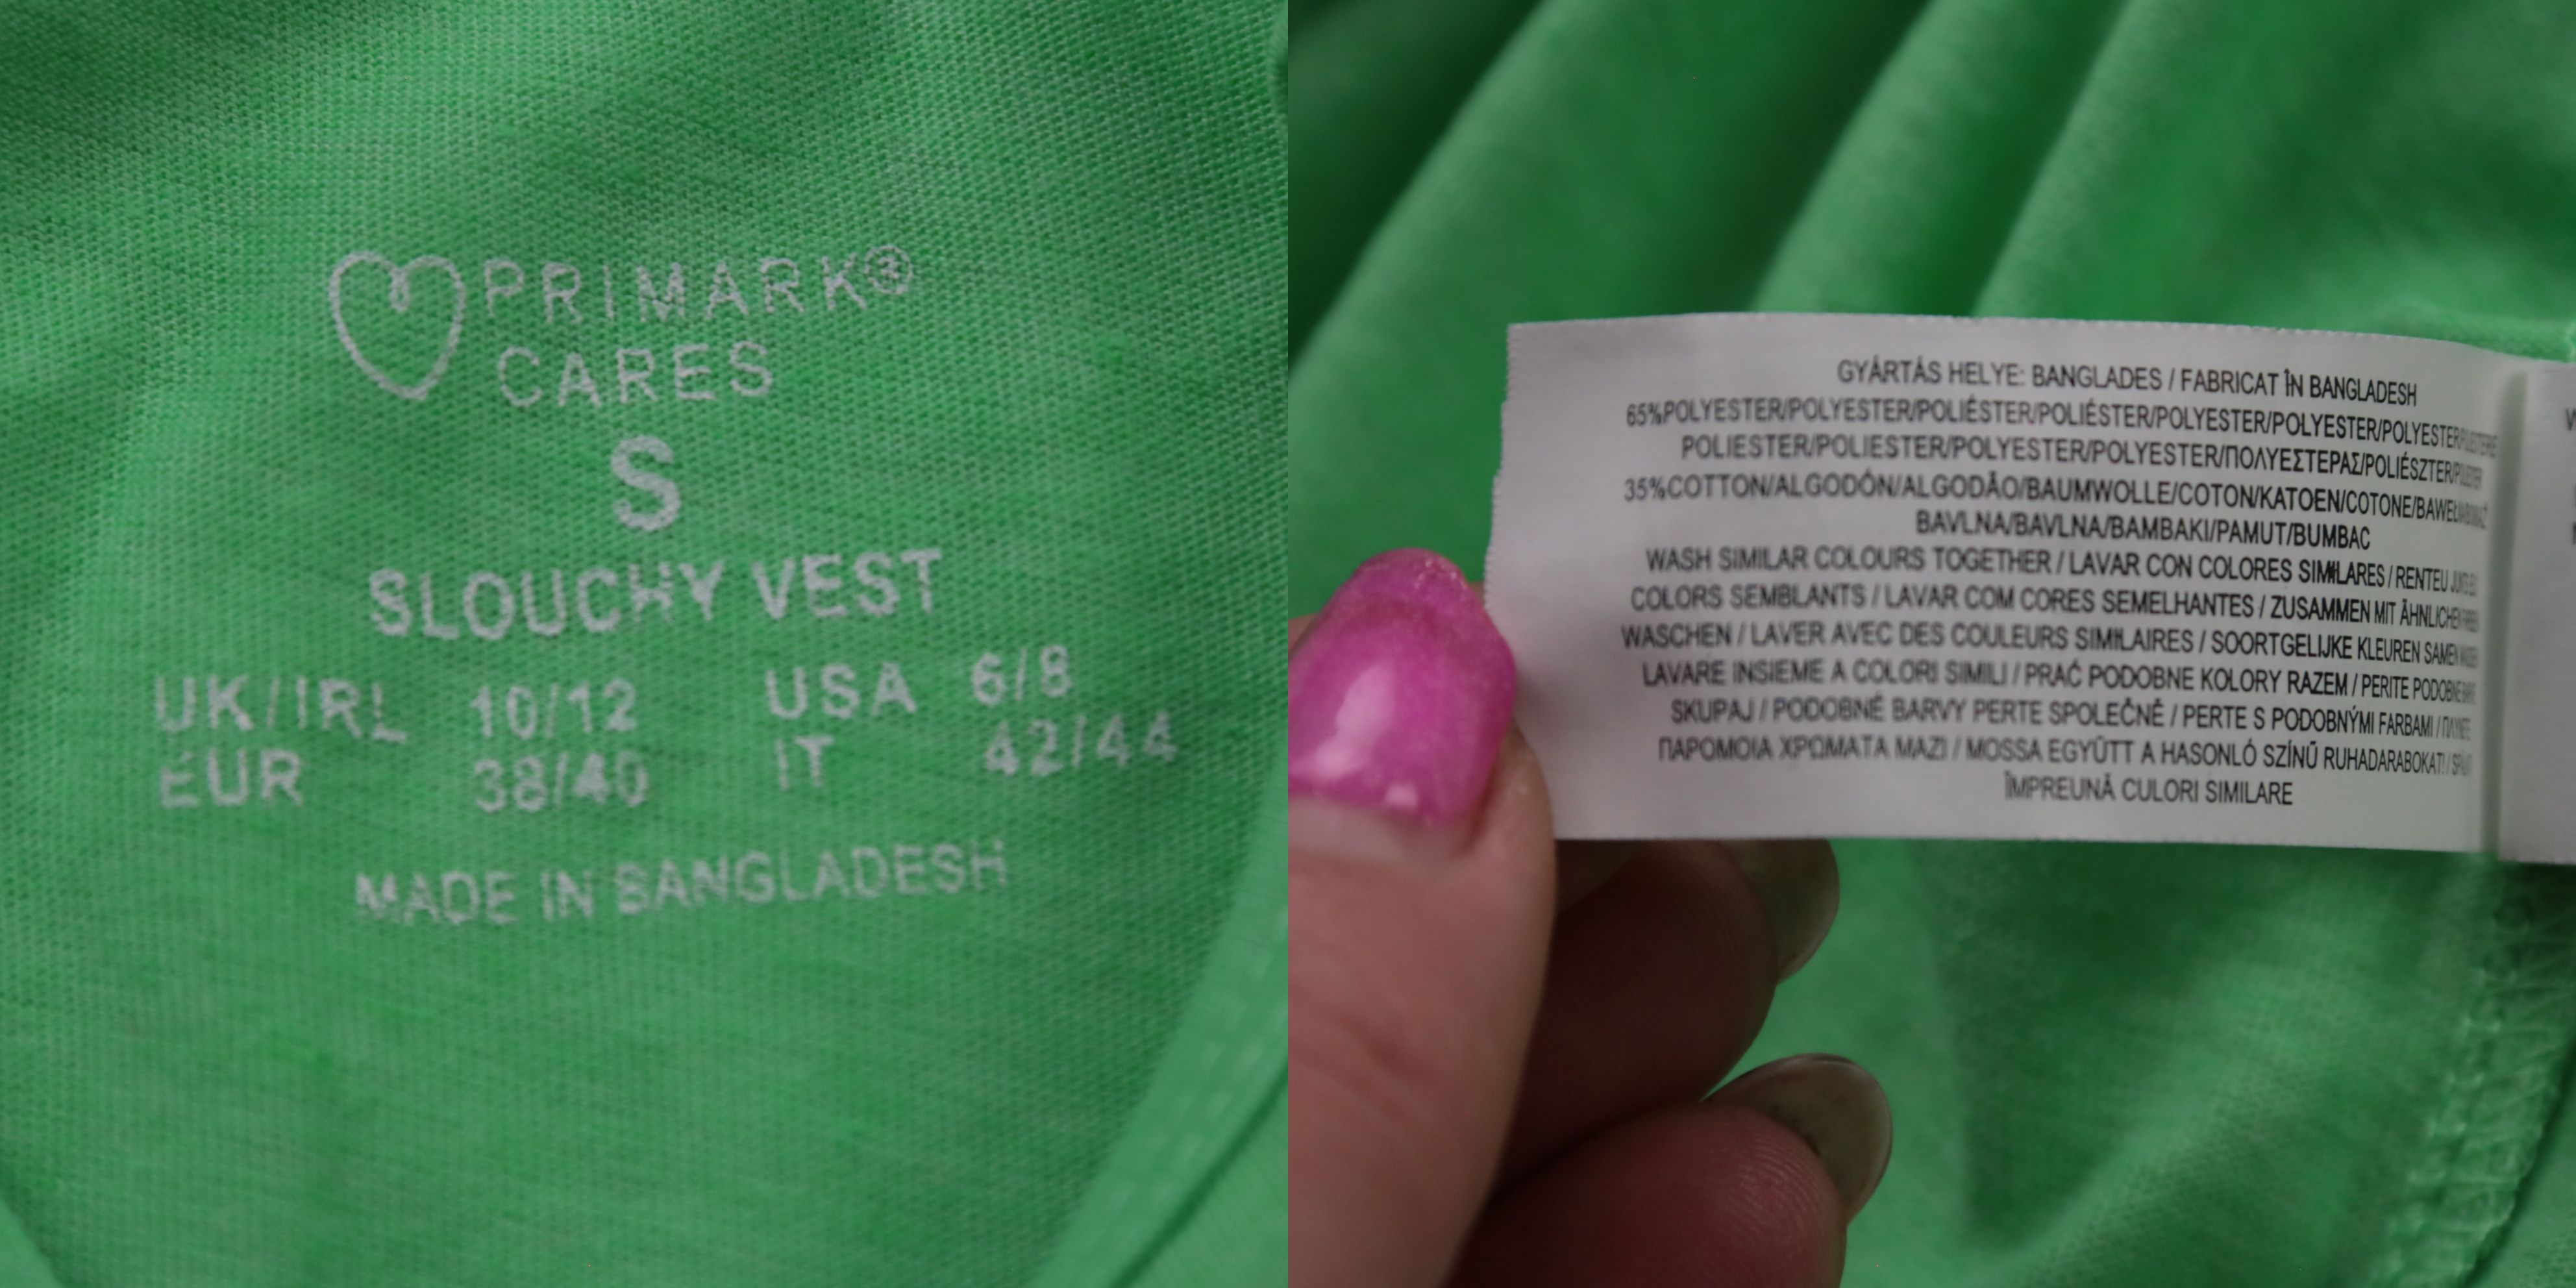 PRIMARK®
CARES
S
SLOUCHY VEST
UK/IRL 10/12 USA 6/8
EUR 38/40 IT 42/44
MADE IN BANGLADESH
GYÁRTÁS HELYE: BANGLADES / FABRICAT ÎN BANGLADESH
65%POLYESTER/POLYESTER/POLIÉSTER/POLIÉSTER/POLYESTER/POLYESTER/POLYESTER
POLIESTER/POLIESTER/POLYESTER/POLYESTER/ΠΟΛΥΕΣΤΕΡΑΣ/POLIÉSZTER/
35%COTTON/ALGODÓN/ALGODÃO/BAUMWOLLE/COTON/KATOEN/COTONE/BAWEŁNA
BAVLNA/BAVLNA/BAMBAKI/PAMUT/BUMBAC
WASH SIMILAR COLOURS TOGETHER / LAVAR CON COLORES SIMILARES / RENTEU
COLORS SEMBLANTS / LAVAR COM CORES SEMELHANTES / ZUSAMMEN MIT ÄHNLICHEN
WASCHEN / LAVER AVEC DES COULEURS SIMILAIRES / SOORTGELIJKE KLEUREN SAMEN
LAVARE INSIEME A COLORI SIMILI / PRAĆ PODOBNE KOLORY RAZEM / PERITE PODOBNE
SKUPAJ / PODOBNÉ BARVY PERTE SPOLEČNĚ / PERTE S PODOBNÝMI FARBAMI /
ΠΑΡΟΜΟΙΑ ΧΡΩΜΑΤΑ ΜΑΖΙ / MOSSA EGYÜTT A HASONLÓ SZÍNŰ RUHADARABOKAT! /
ÎMPREUNĂ CULORI SIMILARE